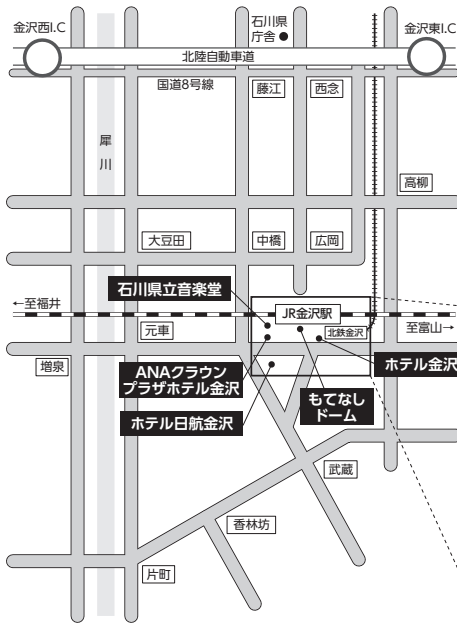 金沢西I.C
石川県
庁舎
金沢東I.C
北陸自動車道
国道8号線
藤江
西念
犀川
高柳
大豆田
中橋
広岡
石川県立音楽堂
←至福井
JR金沢駅
元車
北鉄金沢
至富山→
増泉
ANAクラウン
プラザホテル金沢
ホテル金沢
もてなし
ドーム
ホテル日航金沢
武蔵
香林坊
片町